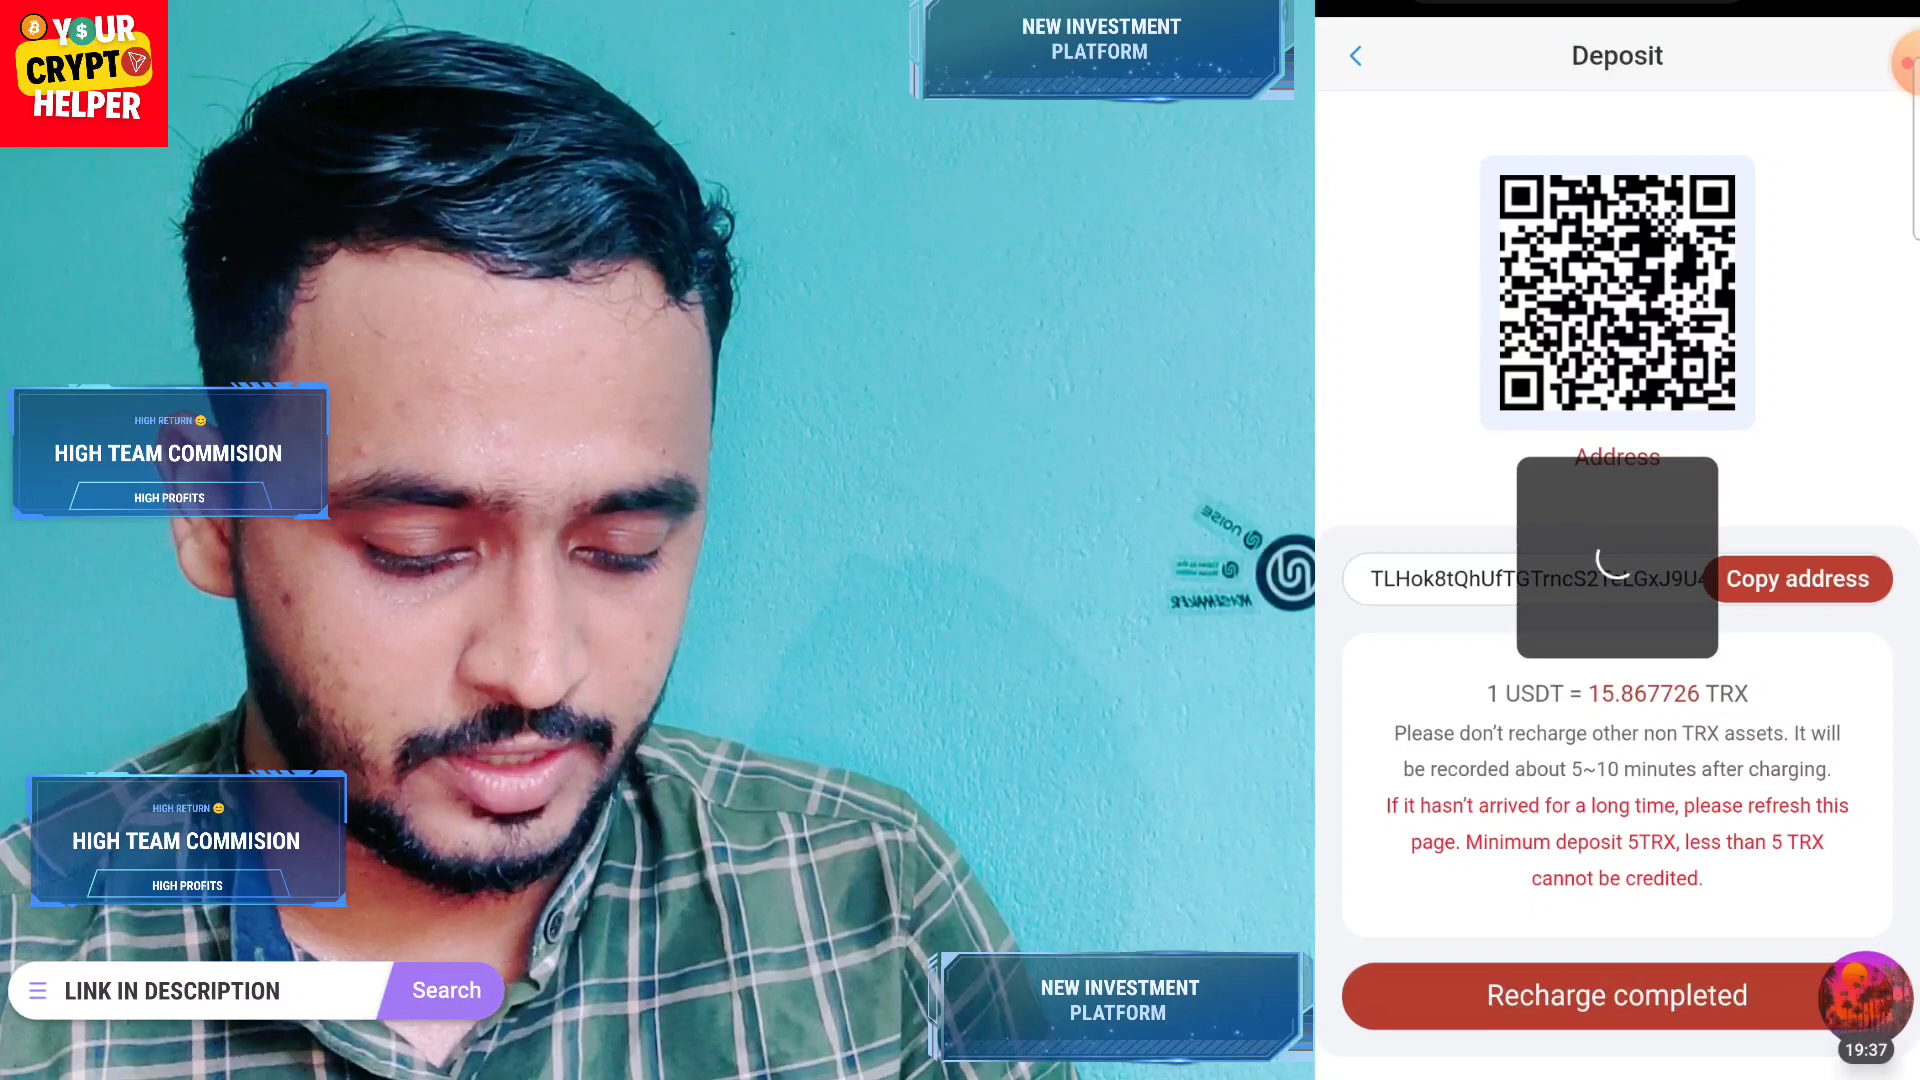 YOUR
CRYPTO
HELPER
NEW INVESTMENT
PLATFORM
HIGH RETURN 😊
HIGH TEAM COMMISION
HIGH PROFITS
noise
NOISEMAKER
HIGH RETURN 😊
HIGH TEAM COMMISION
HIGH PROFITS
LINK IN DESCRIPTION
Search
NEW INVESTMENT
PLATFORM
Deposit
Address
Copy address
1 USDT = 15.867726 TRX
Please don't recharge other non TRX assets. It will
be recorded about 5~10 minutes after charging.
If it hasn't arrived for a long time, please refresh this
page. Minimum deposit 5TRX, less than 5 TRX
cannot be credited.
Recharge completed
19:37